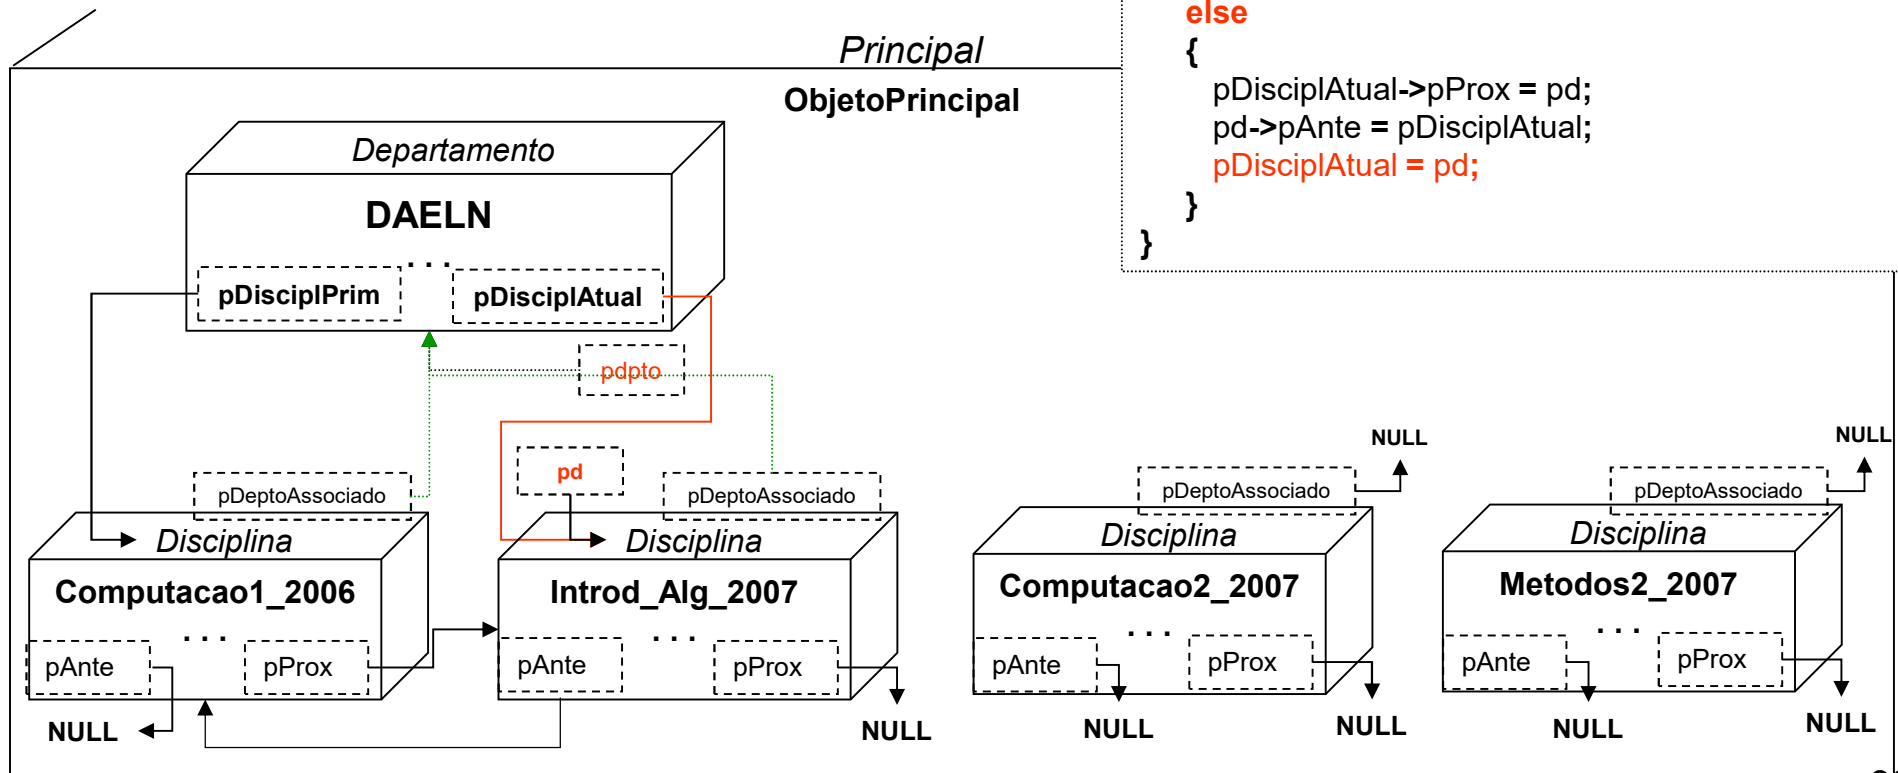 else
{
pDisciplAtual->pProx = pd;
pd->pAnte = pDisciplAtual;
pDisciplAtual = pd;
}
}
Principal
ObjetoPrincipal
Departamento
DAELN
. . .
pDisciplPrim
pDisciplAtual
pdpto
pd
pDeptoAssociado
Disciplina
Computacao1_2006
. . .
pAnte
pProx
NULL
pDeptoAssociado
Disciplina
Introd_Alg_2007
. . .
pAnte
pProx
NULL
NULL
pDeptoAssociado
Disciplina
Computacao2_2007
. . .
pAnte
pProx
NULL
NULL
NULL
pDeptoAssociado
Disciplina
Metodos2_2007
. . .
pAnte
pProx
NULL
NULL